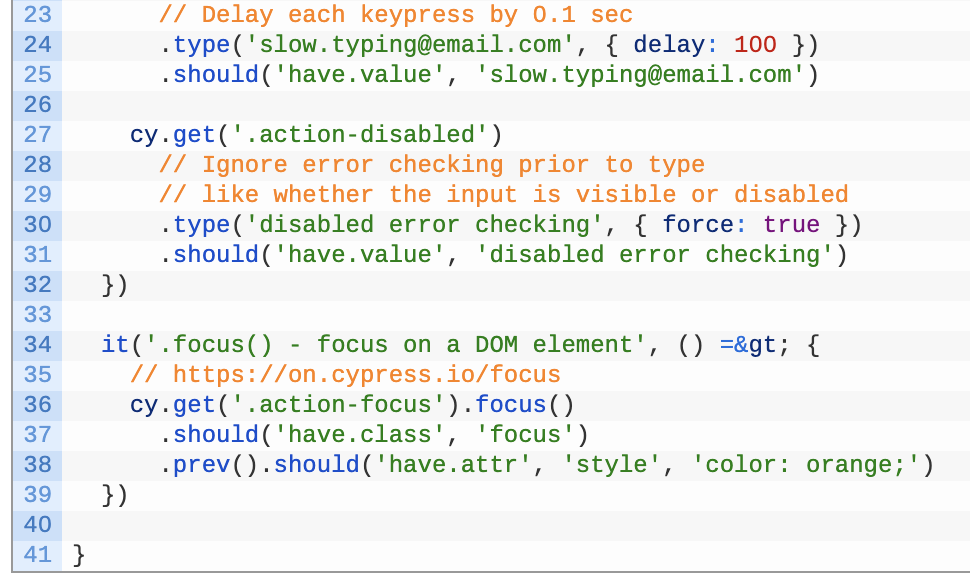 23 // Delay each keypress by 0.1 sec
24 .type('slow.typing@email.com', { delay: 100 })
25 .should('have.value', 'slow.typing@email.com')
26
27 cy.get('.action-disabled')
28 // Ignore error checking prior to type
29 // like whether the input is visible or disabled
30 .type('disabled error checking', { force: true })
31 .should('have.value', 'disabled error checking')
32 })
33
34 it('.focus() - focus on a DOM element', () =&gt; {
35 // https://on.cypress.io/focus
36 cy.get('.action-focus').focus()
37 .should('have.class', 'focus')
38 .prev().should('have.attr', 'style', 'color: orange;')
39 })
40
41 }